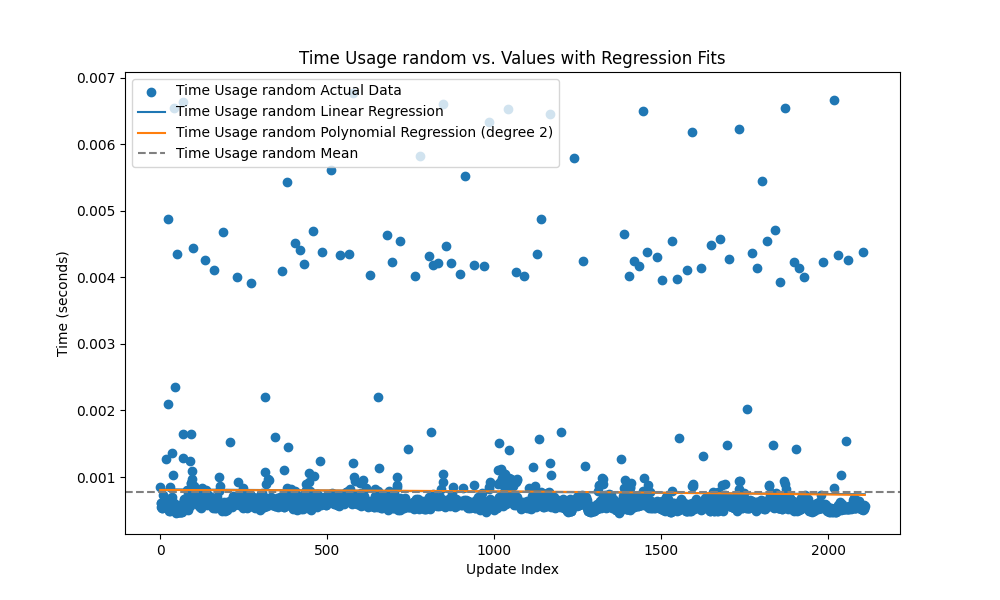 Time Usage random vs. Values with Regression Fits
0.007
0.006
0.005
0.004
0.003
0.002
0.001
Time (seconds)
Time Usage random Actual Data
Time Usage random Linear Regression
Time Usage random Polynomial Regression (degree 2)
Time Usage random Mean
0
500
1000
1500
2000
Update Index